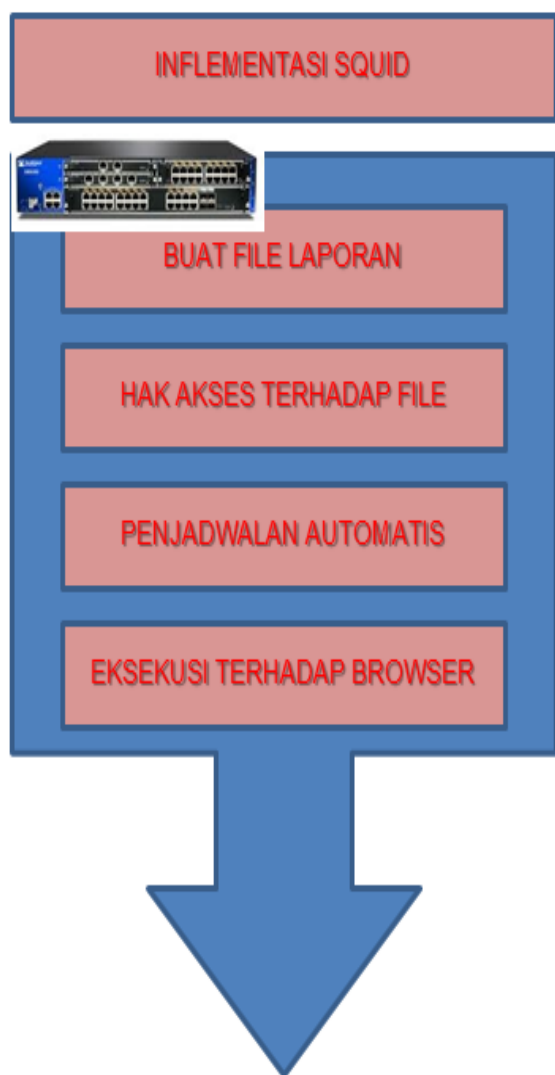 INFLEMENTASI SQUID
BUAT FILE LAPORAN
HAK AKSES TERHADAP FILE
PENJADWALAN AUTOMATIS
EKSEKUSI TERHADAP BROWSER